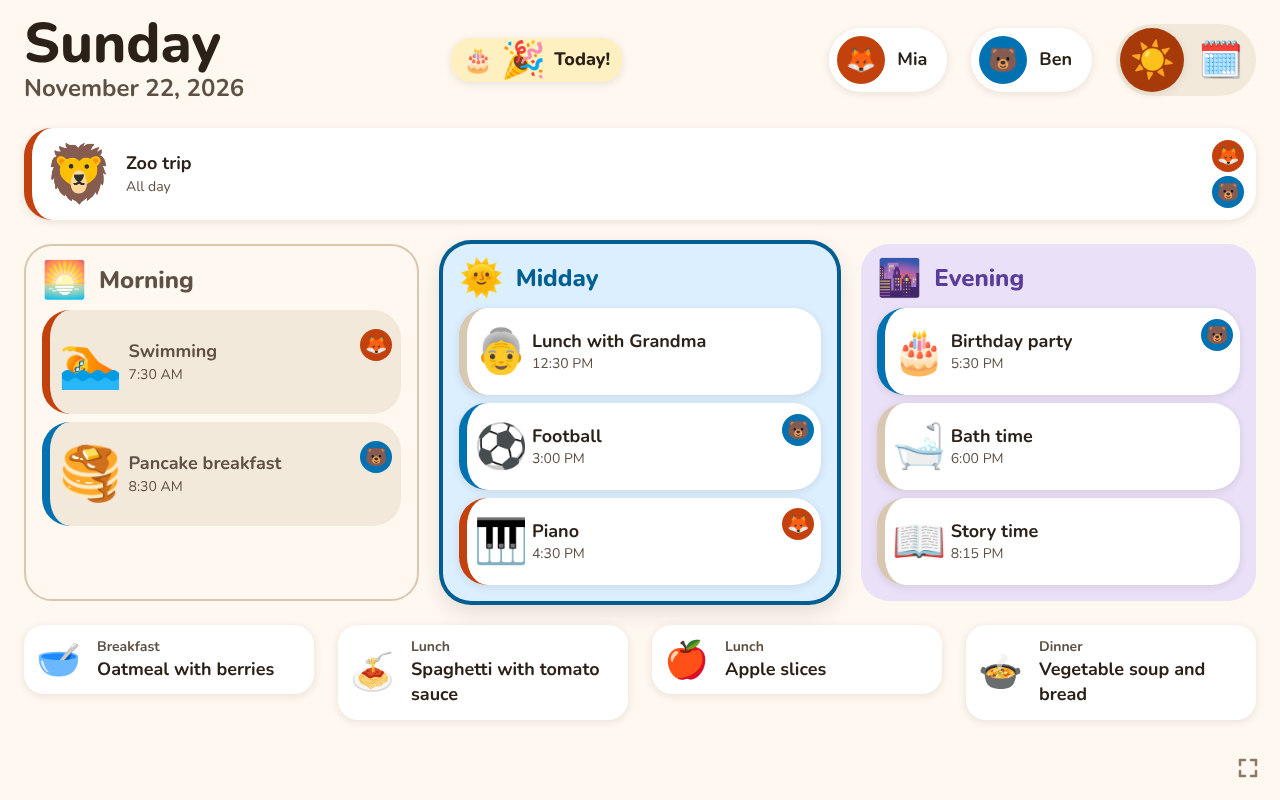 Sunday
November 22, 2026
Today!
Mia
Ben
Zoo trip
All day
Morning
Swimming
7:30 AM
Pancake breakfast
8:30 AM
Midday
Lunch with Grandma
12:30 PM
Football
3:00 PM
Piano
4:30 PM
Evening
Birthday party
5:30 PM
Bath time
6:00 PM
Story time
8:15 PM
Breakfast
Oatmeal with berries
Lunch
Spaghetti with tomato
sauce
Lunch
Apple slices
Dinner
Vegetable soup and
bread